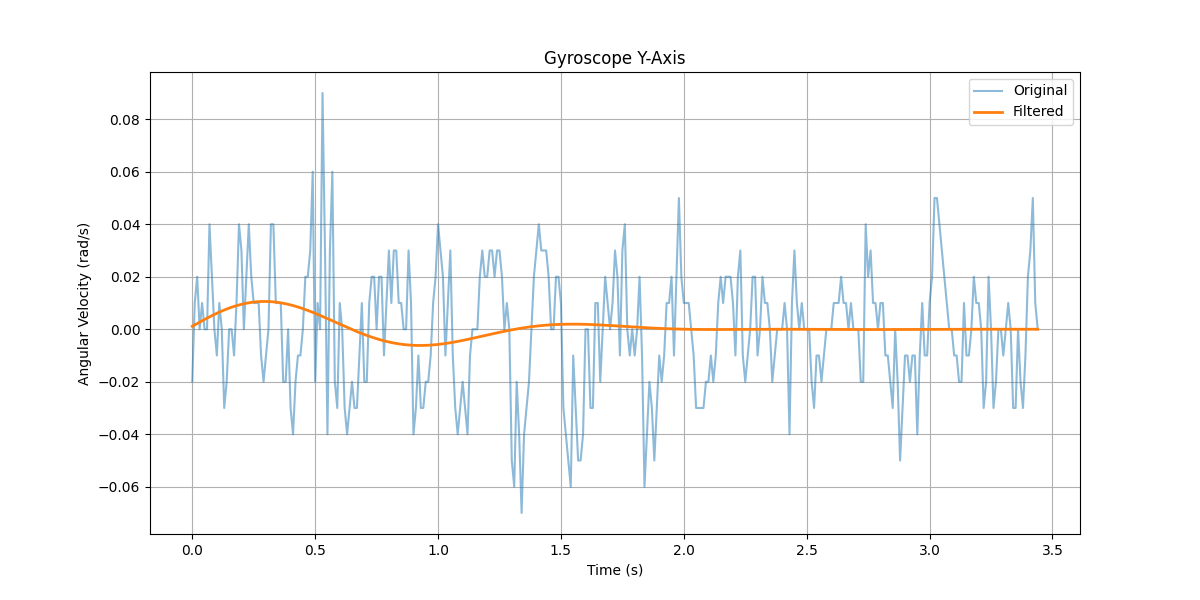 Gyroscope Y-Axis
Original
Filtered
Angular Velocity (rad/s)
0.08
0.06
0.04
0.02
0.00
−0.02
−0.04
−0.06
0.0 0.5 1.0 1.5 2.0 2.5 3.0 3.5
Time (s)